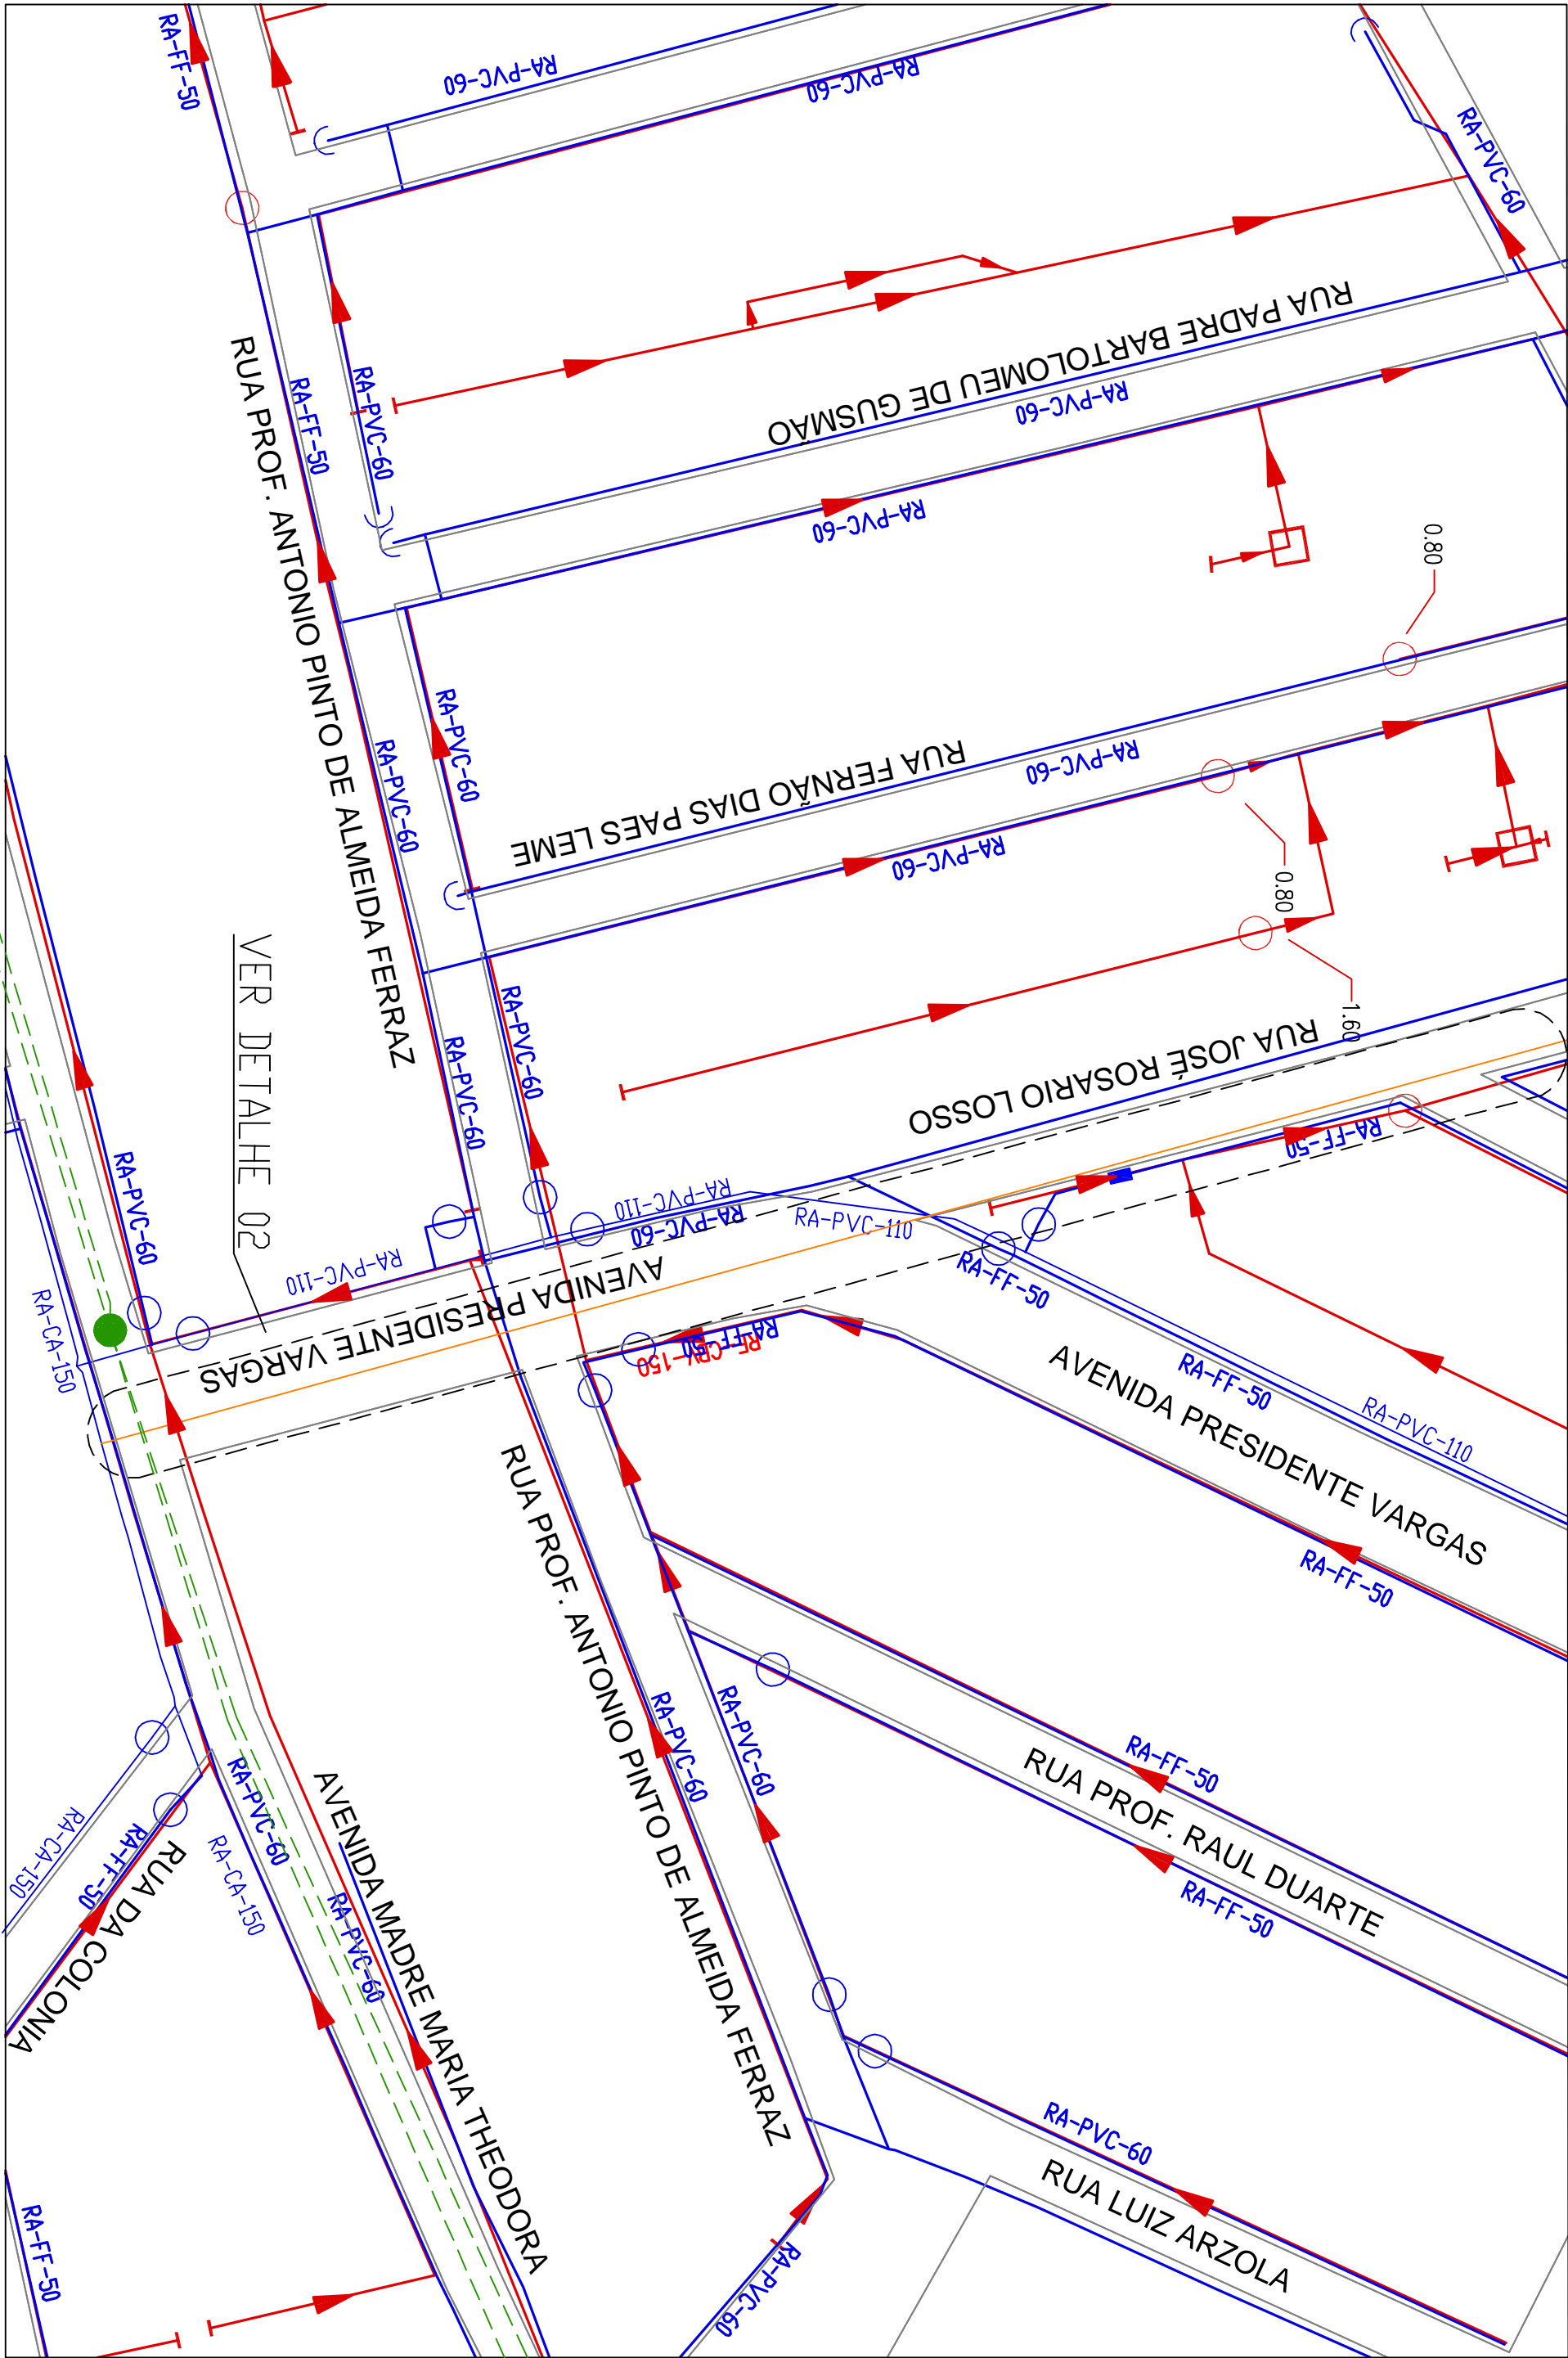 RA-FF-50
RA-PVC-60
RA-PVC-60
RA-PVC-60
RUA PADRE BARTOLOMEU DE GUSMÃO
RA-PVC-60
RA-PVC-60
RA-FF-50
RA-PVC-60
RUA PROF. ANTONIO PINTO DE ALMEIDA FERRAZ
0.80
RA-PVC-60
RA-PVC-60
RUA FERNÃO DIAS PAES LEME
RA-PVC-60
RA-PVC-60
0.80
1.60
VER DETALHE 02
RA-PVC-60
RA-PVC-60
RUA JOSÉ ROSARIO LOSSO
RA-FF-50
RA-PVC-60
RA-PVC-110
RA-PVC-60
RA-PVC-110
RA-PVC-110
RA-FF-50
AVENIDA PRESIDENTE VARGAS
RA-CA-150
RA-FF-50
RF-CRV-150
AVENIDA PRESIDENTE VARGAS
RA-FF-50
RA-PVC-110
RA-FF-50
RUA PROF. ANTONIO PINTO DE ALMEIDA FERRAZ
RA-PVC-60
RA-PVC-60
RA-FF-50
RUA PROF. RAUL DUARTE
RA-FF-50
RA-PVC-60
RA-CA-150
RA-CA-150
RA-FF-50
RUA DA COLONIA
AVENIDA MADRE MARIA THEODORA
RA-PVC-60
RA-PVC-60
RUA LUIZ ARZOLA
RA-PVC-60
RA-FF-50